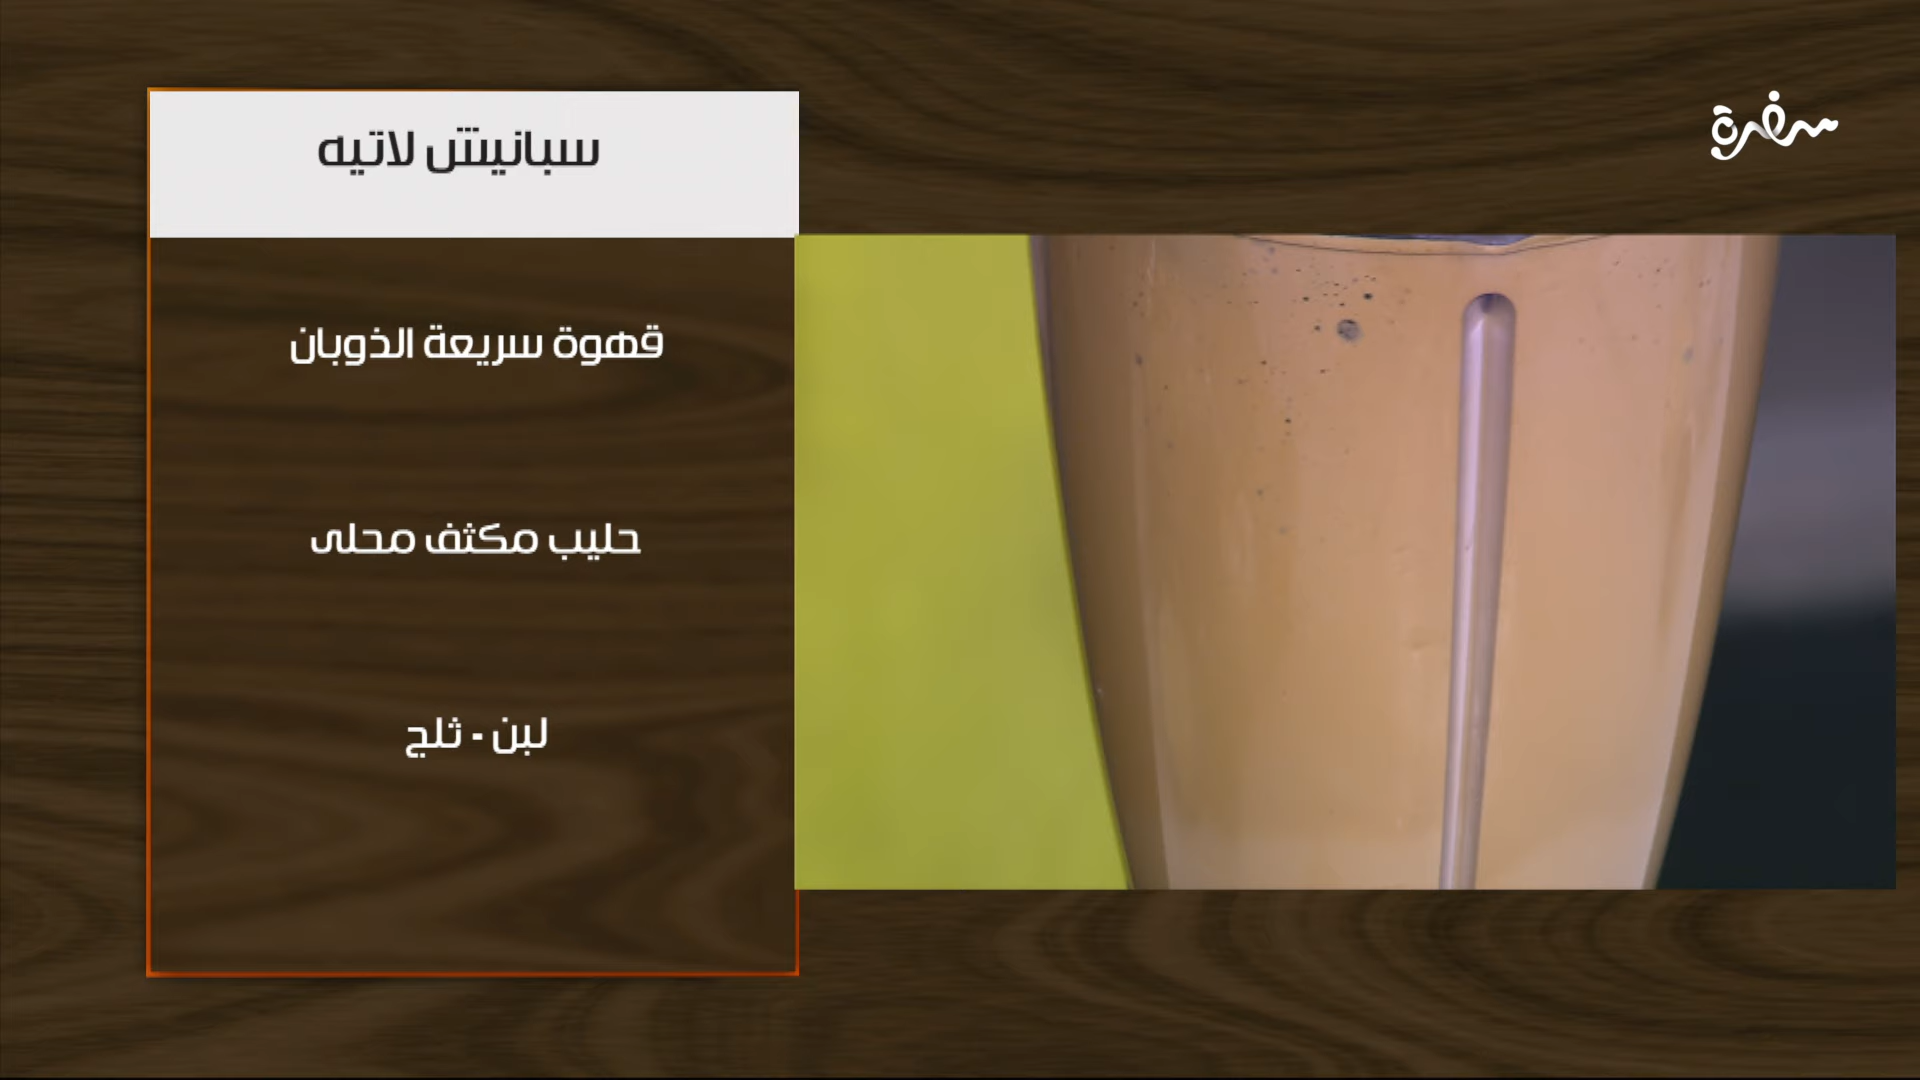 سفرة
سبانيش لاتيه
قهوة سريعة الذوبان
حليب مكثف محلى
لبن - ثلج